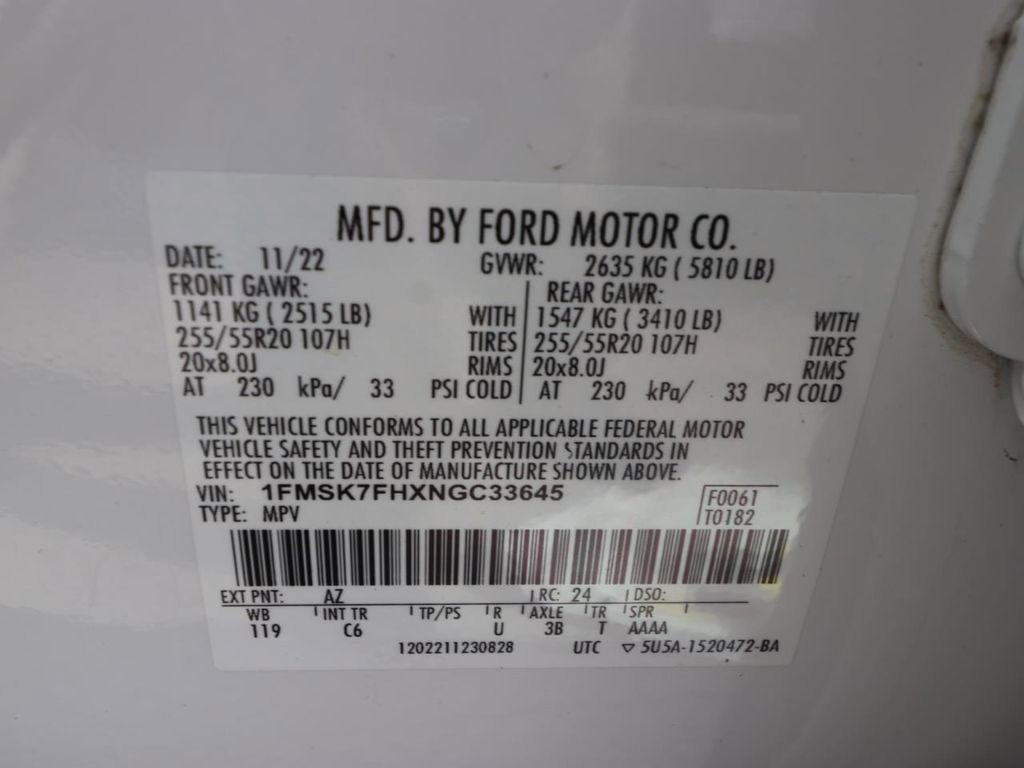 MFD. BY FORD MOTOR CO.
DATE: 11/22 GVWR: 2635 KG ( 5810 LB)
FRONT GAWR: REAR GAWR:
1141 KG ( 2515 LB) WITH 1547 KG ( 3410 LB) WITH
255/55R20 107H TIRES 255/55R20 107H TIRES
20x8.0J RIMS 20x8.0J RIMS
AT 230 kPa/ 33 PSI COLD AT 230 kPa/ 33 PSI COLD
THIS VEHICLE CONFORMS TO ALL APPLICABLE FEDERAL MOTOR
VEHICLE SAFETY AND THEFT PREVENTION STANDARDS IN
EFFECT ON THE DATE OF MANUFACTURE SHOWN ABOVE.
VIN: 1FMSK7FHXNGC33645 F0061
TYPE: MPV T0182
EXT PNT: AZ RC: 24 DSO:
WB INT TR TP/PS R AXLE TR SPR
119 C6 U 3B T AAAA
1202211230828 UTC ▽ 5U5A-1520472-BA